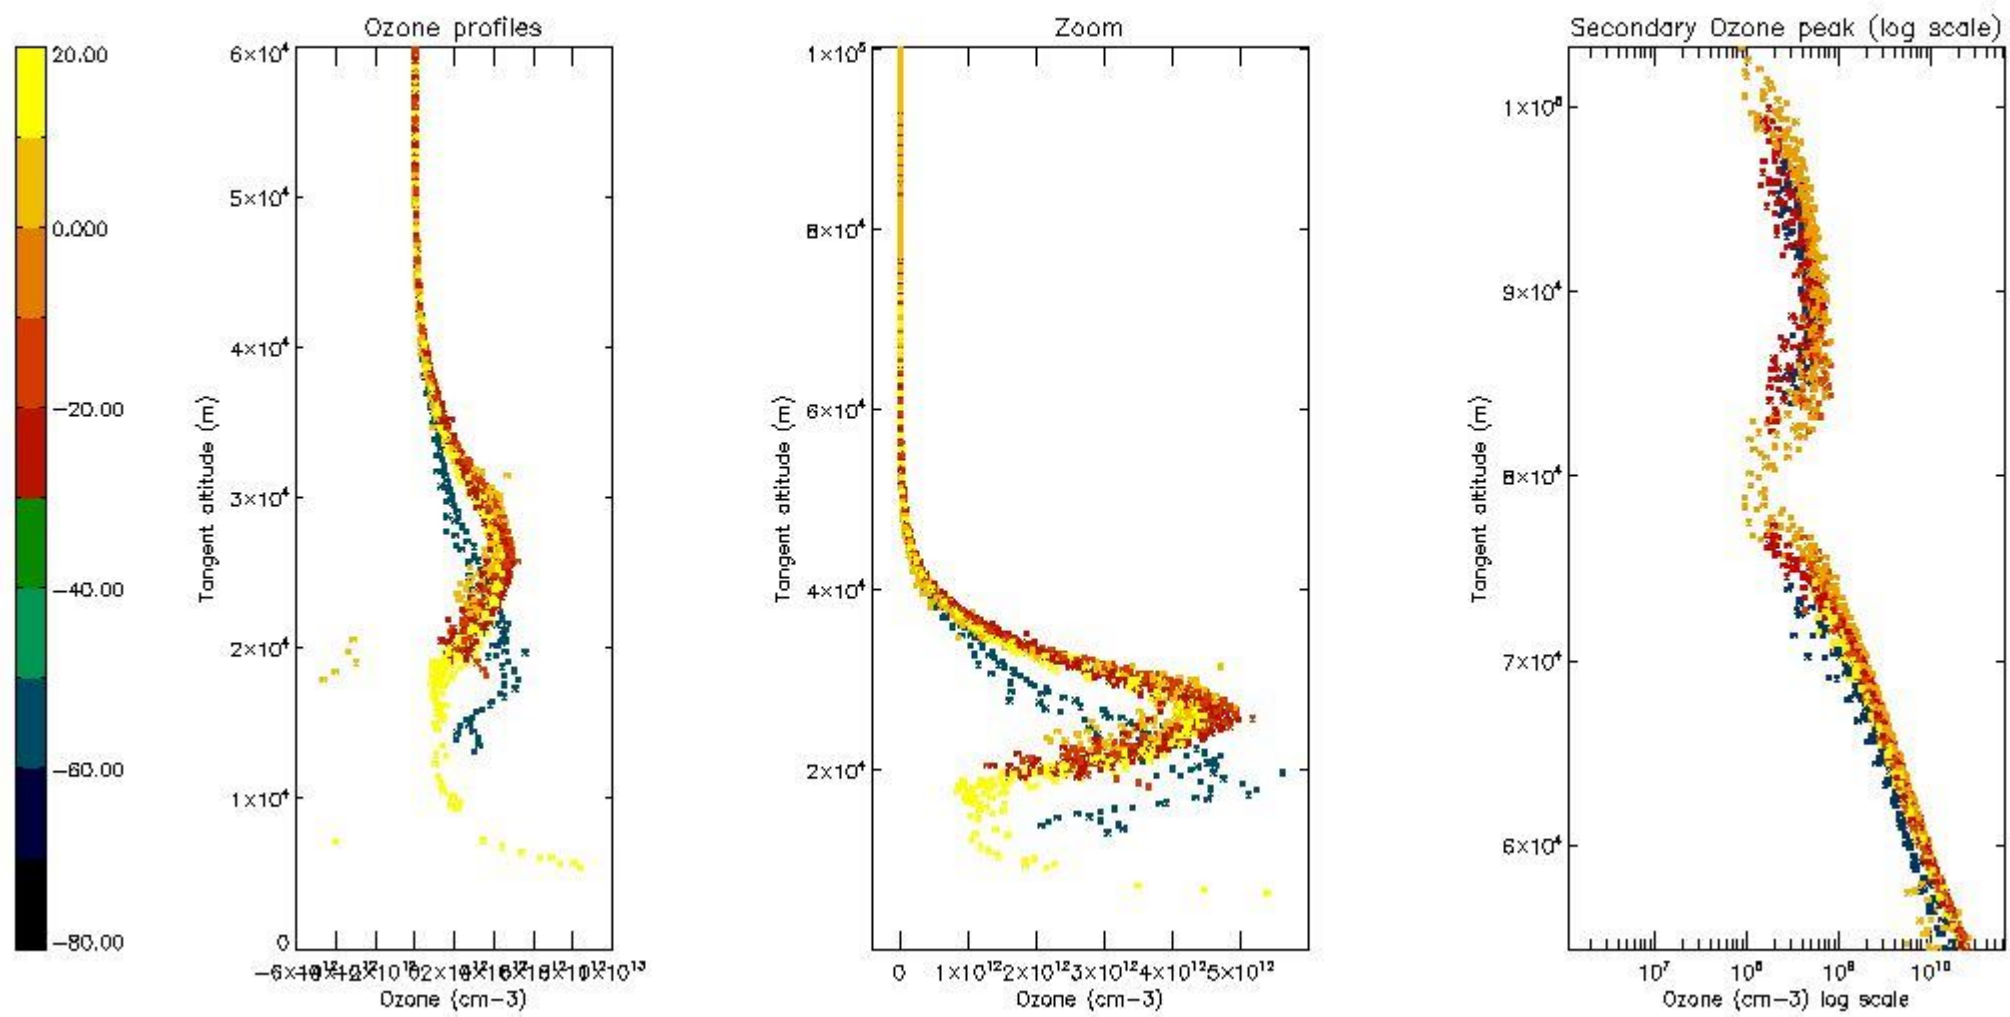 Ozone profiles
Zoom
Secondary Ozone peak (log scale)
20.00
0.000
−20.00
−40.00
−60.00
−80.00
6×10⁴
5×10⁴
4×10⁴
3×10⁴
2×10⁴
1×10⁴
0
Tangent altitude (m)
Ozone (cm−3)
1×10⁵
8×10⁴
6×10⁴
4×10⁴
2×10⁴
Tangent altitude (m)
0 1×10¹² 2×10¹² 3×10¹² 4×10¹² 5×10¹²
Ozone (cm−3)
9×10⁴
8×10⁴
7×10⁴
6×10⁴
Tangent altitude (m)
10⁷ 10⁸ 10⁹ 10¹⁰
Ozone (cm−3) log scale